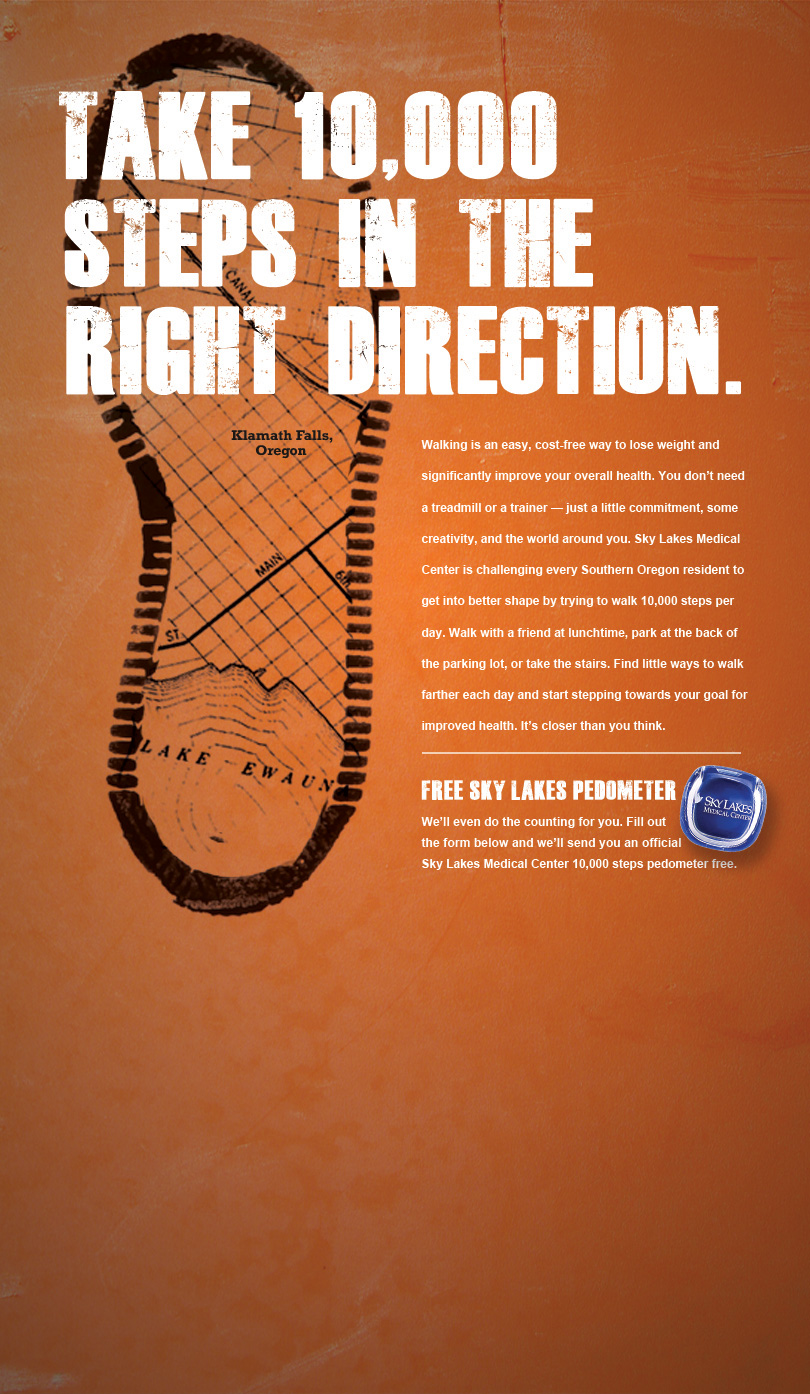 TAKE 10,000
STEPS IN THE
RIGHT DIRECTION.
CANAL
Klamath Falls,
Oregon
MAIN
6th
ST.
LAKE EWAUNA
Walking is an easy, cost-free way to lose weight and
significantly improve your overall health. You don't need
a treadmill or a trainer — just a little commitment, some
creativity, and the world around you. Sky Lakes Medical
Center is challenging every Southern Oregon resident to
get into better shape by trying to walk 10,000 steps per
day. Walk with a friend at lunchtime, park at the back of
the parking lot, or take the stairs. Find little ways to walk
farther each day and start stepping towards your goal for
improved health. It's closer than you think.
FREE SKY LAKES PEDOMETER
We'll even do the counting for you. Fill out
the form below and we'll send you an official
Sky Lakes Medical Center 10,000 steps pedometer free.
SKY LAKES
MEDICAL CENTER